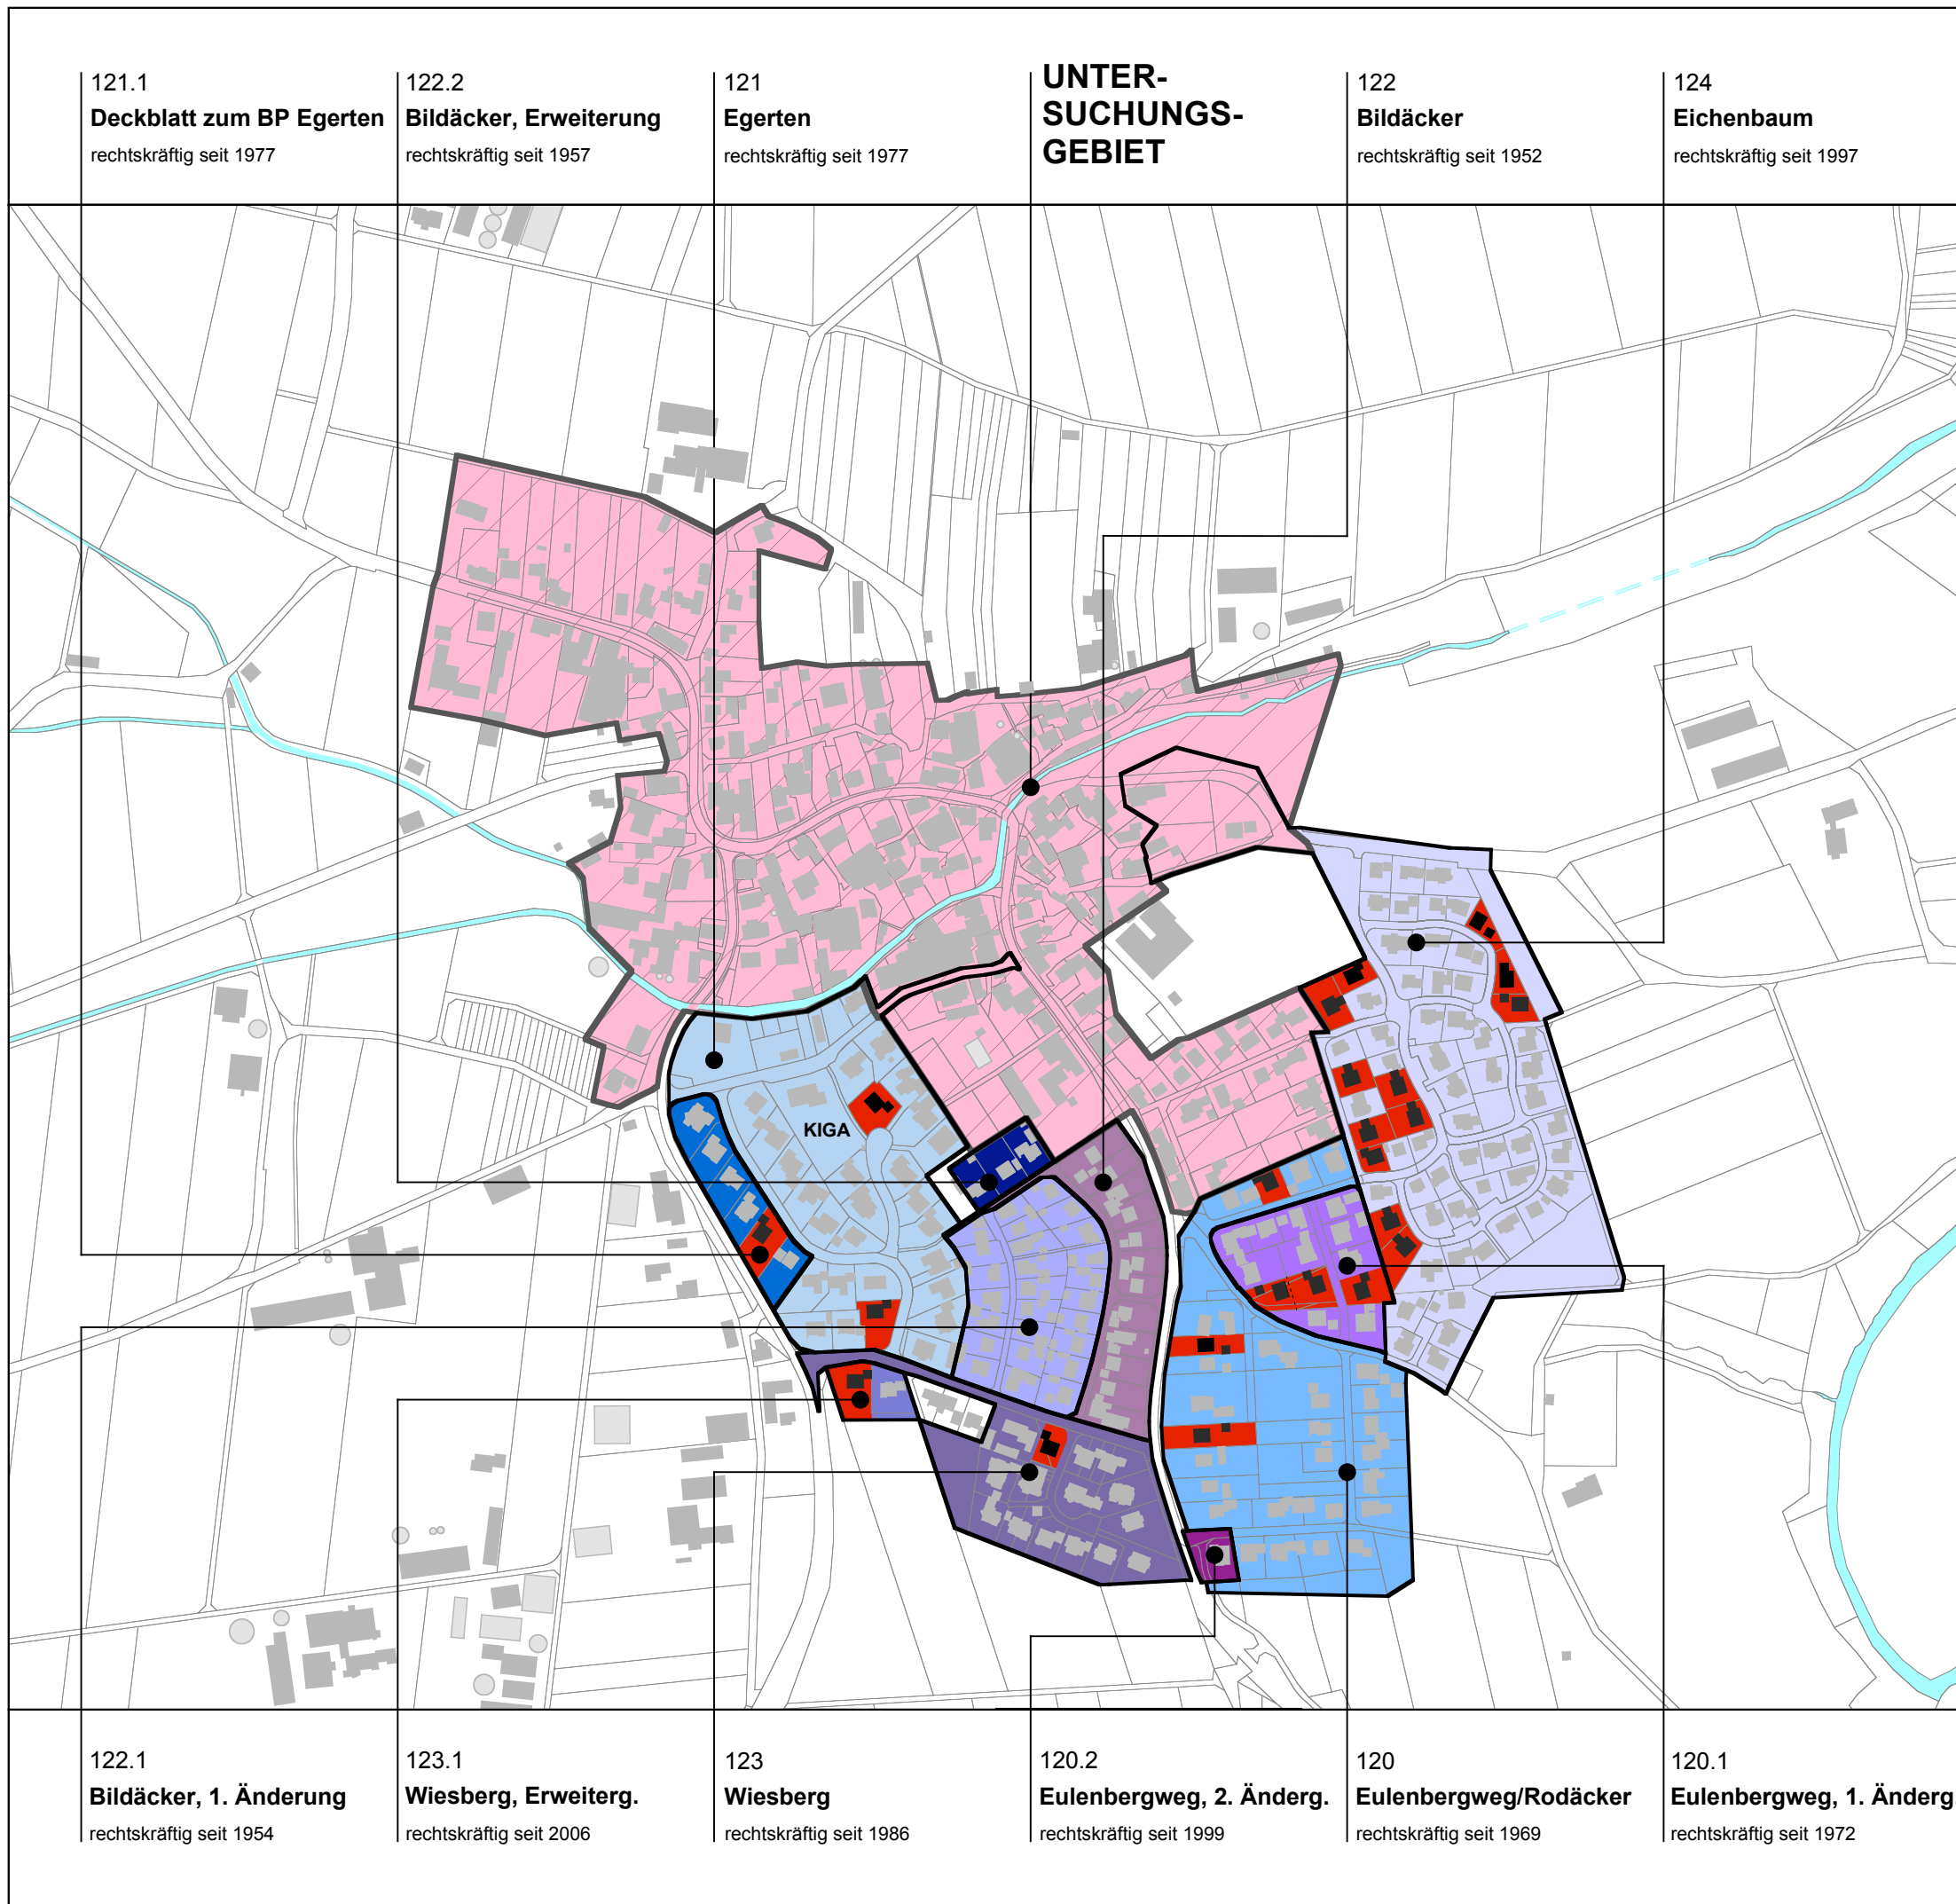 121.1
Deckblatt zum BP Egerten
rechtskräftig seit 1977
122.2
Bildäcker, Erweiterung
rechtskräftig seit 1957
121
Egerten
rechtskräftig seit 1977
UNTER-
SUCHUNGS-
GEBIET
122
Bildäcker
rechtskräftig seit 1952
124
Eichenbaum
rechtskräftig seit 1997
KIGA
122.1
Bildäcker, 1. Änderung
rechtskräftig seit 1954
123.1
Wiesberg, Erweiterg.
rechtskräftig seit 2006
123
Wiesberg
rechtskräftig seit 1986
120.2
Eulenbergweg, 2. Änderg.
rechtskräftig seit 1999
120
Eulenbergweg/Rodäcker
rechtskräftig seit 1969
120.1
Eulenbergweg, 1. Änderg.
rechtskräftig seit 1972